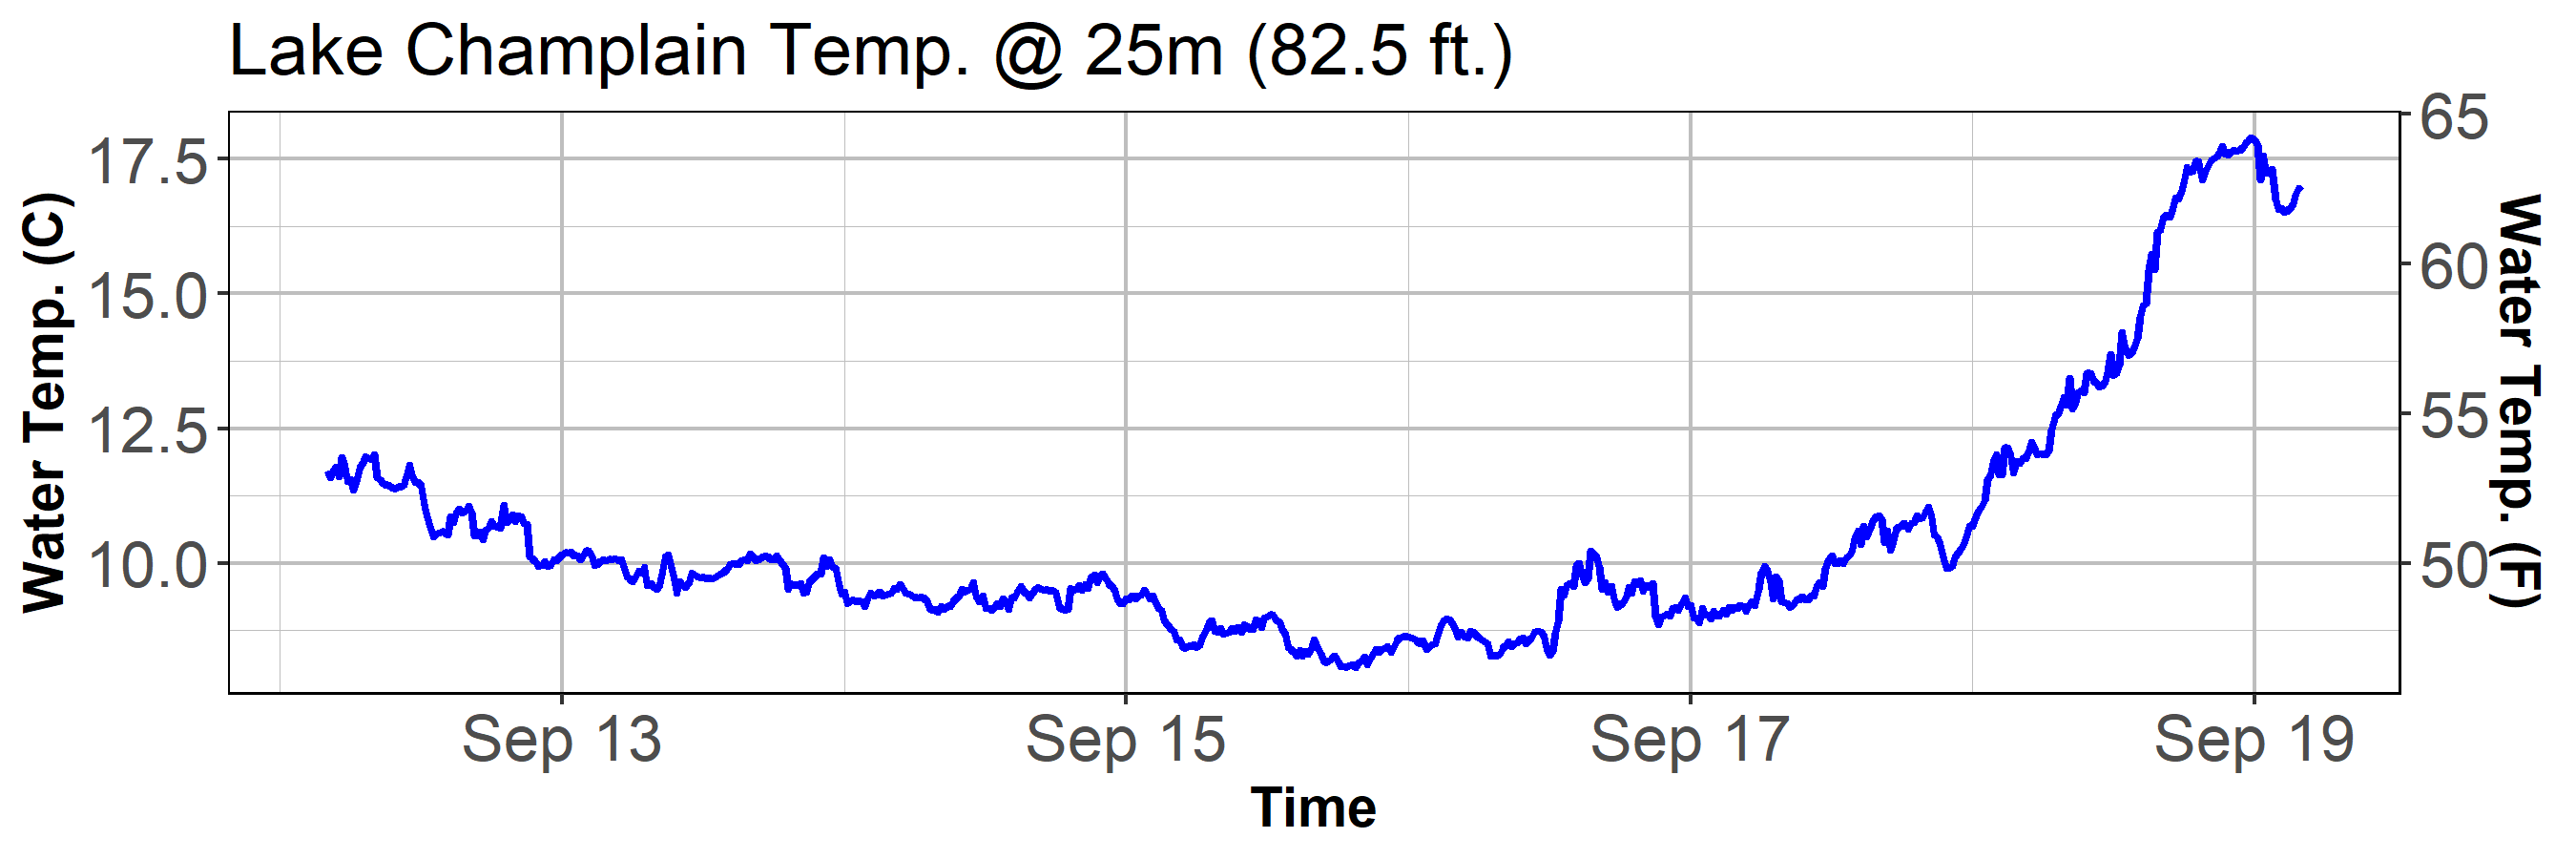 Lake Champlain Temp. @ 25m (82.5 ft.)
Water Temp. (C)
17.5
15.0
12.5
10.0
65
60
55
50
Water Temp. (F)
Sep 13
Sep 15
Sep 17
Sep 19
Time